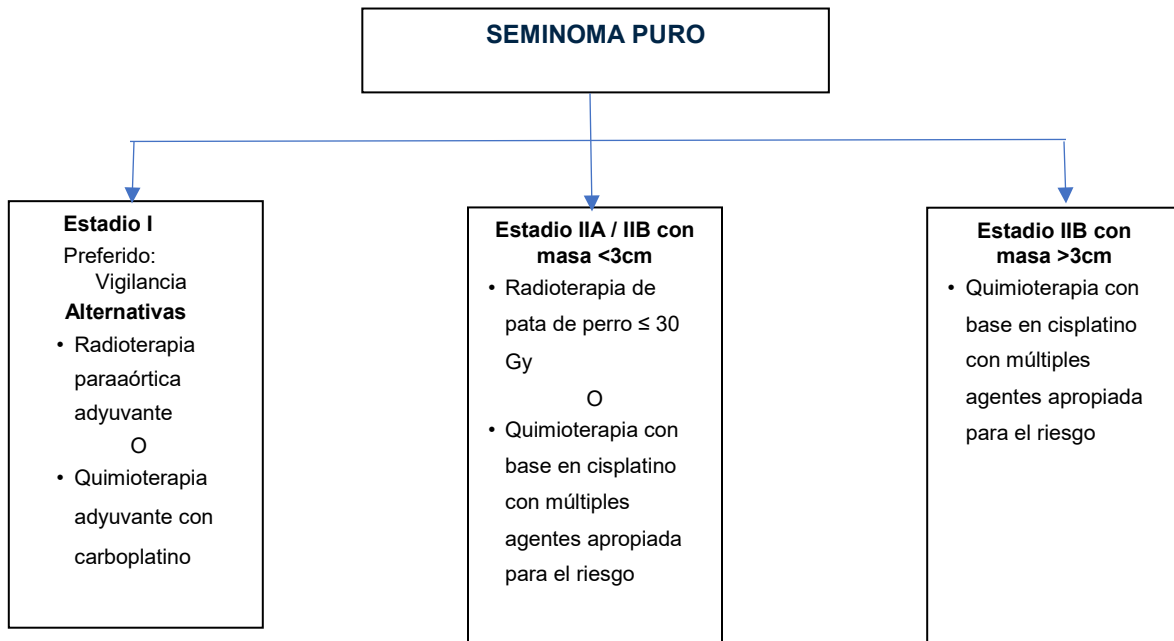 SEMINOMA PURO
Estadio I
Preferido:
Vigilancia
Alternativas
• Radioterapia
paraaórtica
adyuvante
O
• Quimioterapia
adyuvante con
carboplatino
Estadio IIA / IIB con
masa <3cm
• Radioterapia de
pata de perro ≤ 30
Gy
O
• Quimioterapia con
base en cisplatino
con múltiples
agentes apropiada
para el riesgo
Estadio IIB con
masa >3cm
• Quimioterapia con
base en cisplatino
con múltiples
agentes apropiada
para el riesgo